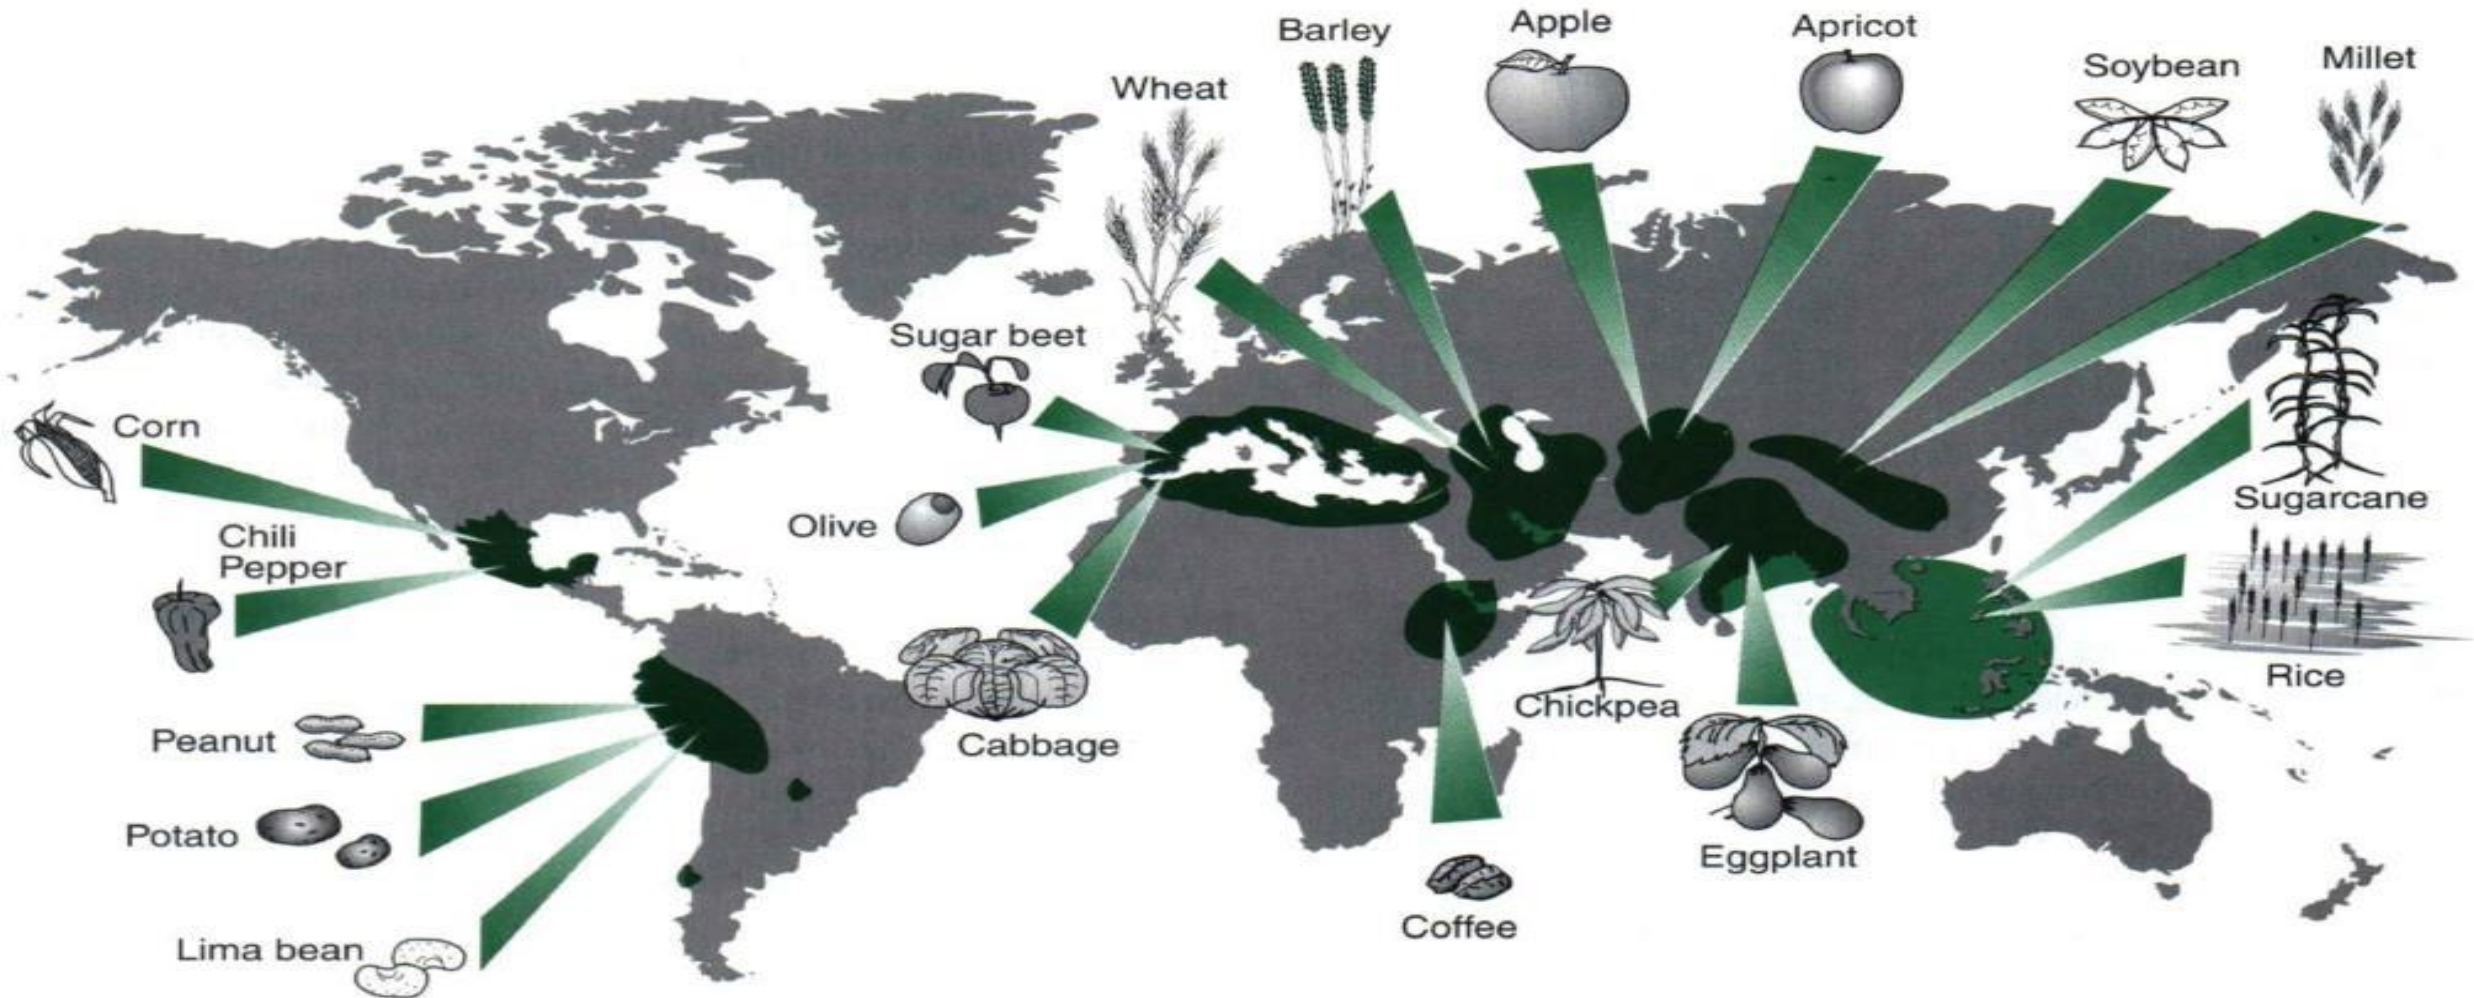 Barley
Apple
Apricot
Soybean
Millet
Wheat
Sugar beet
Corn
Olive
Sugarcane
Chili
Pepper
Rice
Peanut
Cabbage
Chickpea
Potato
Eggplant
Coffee
Lima bean